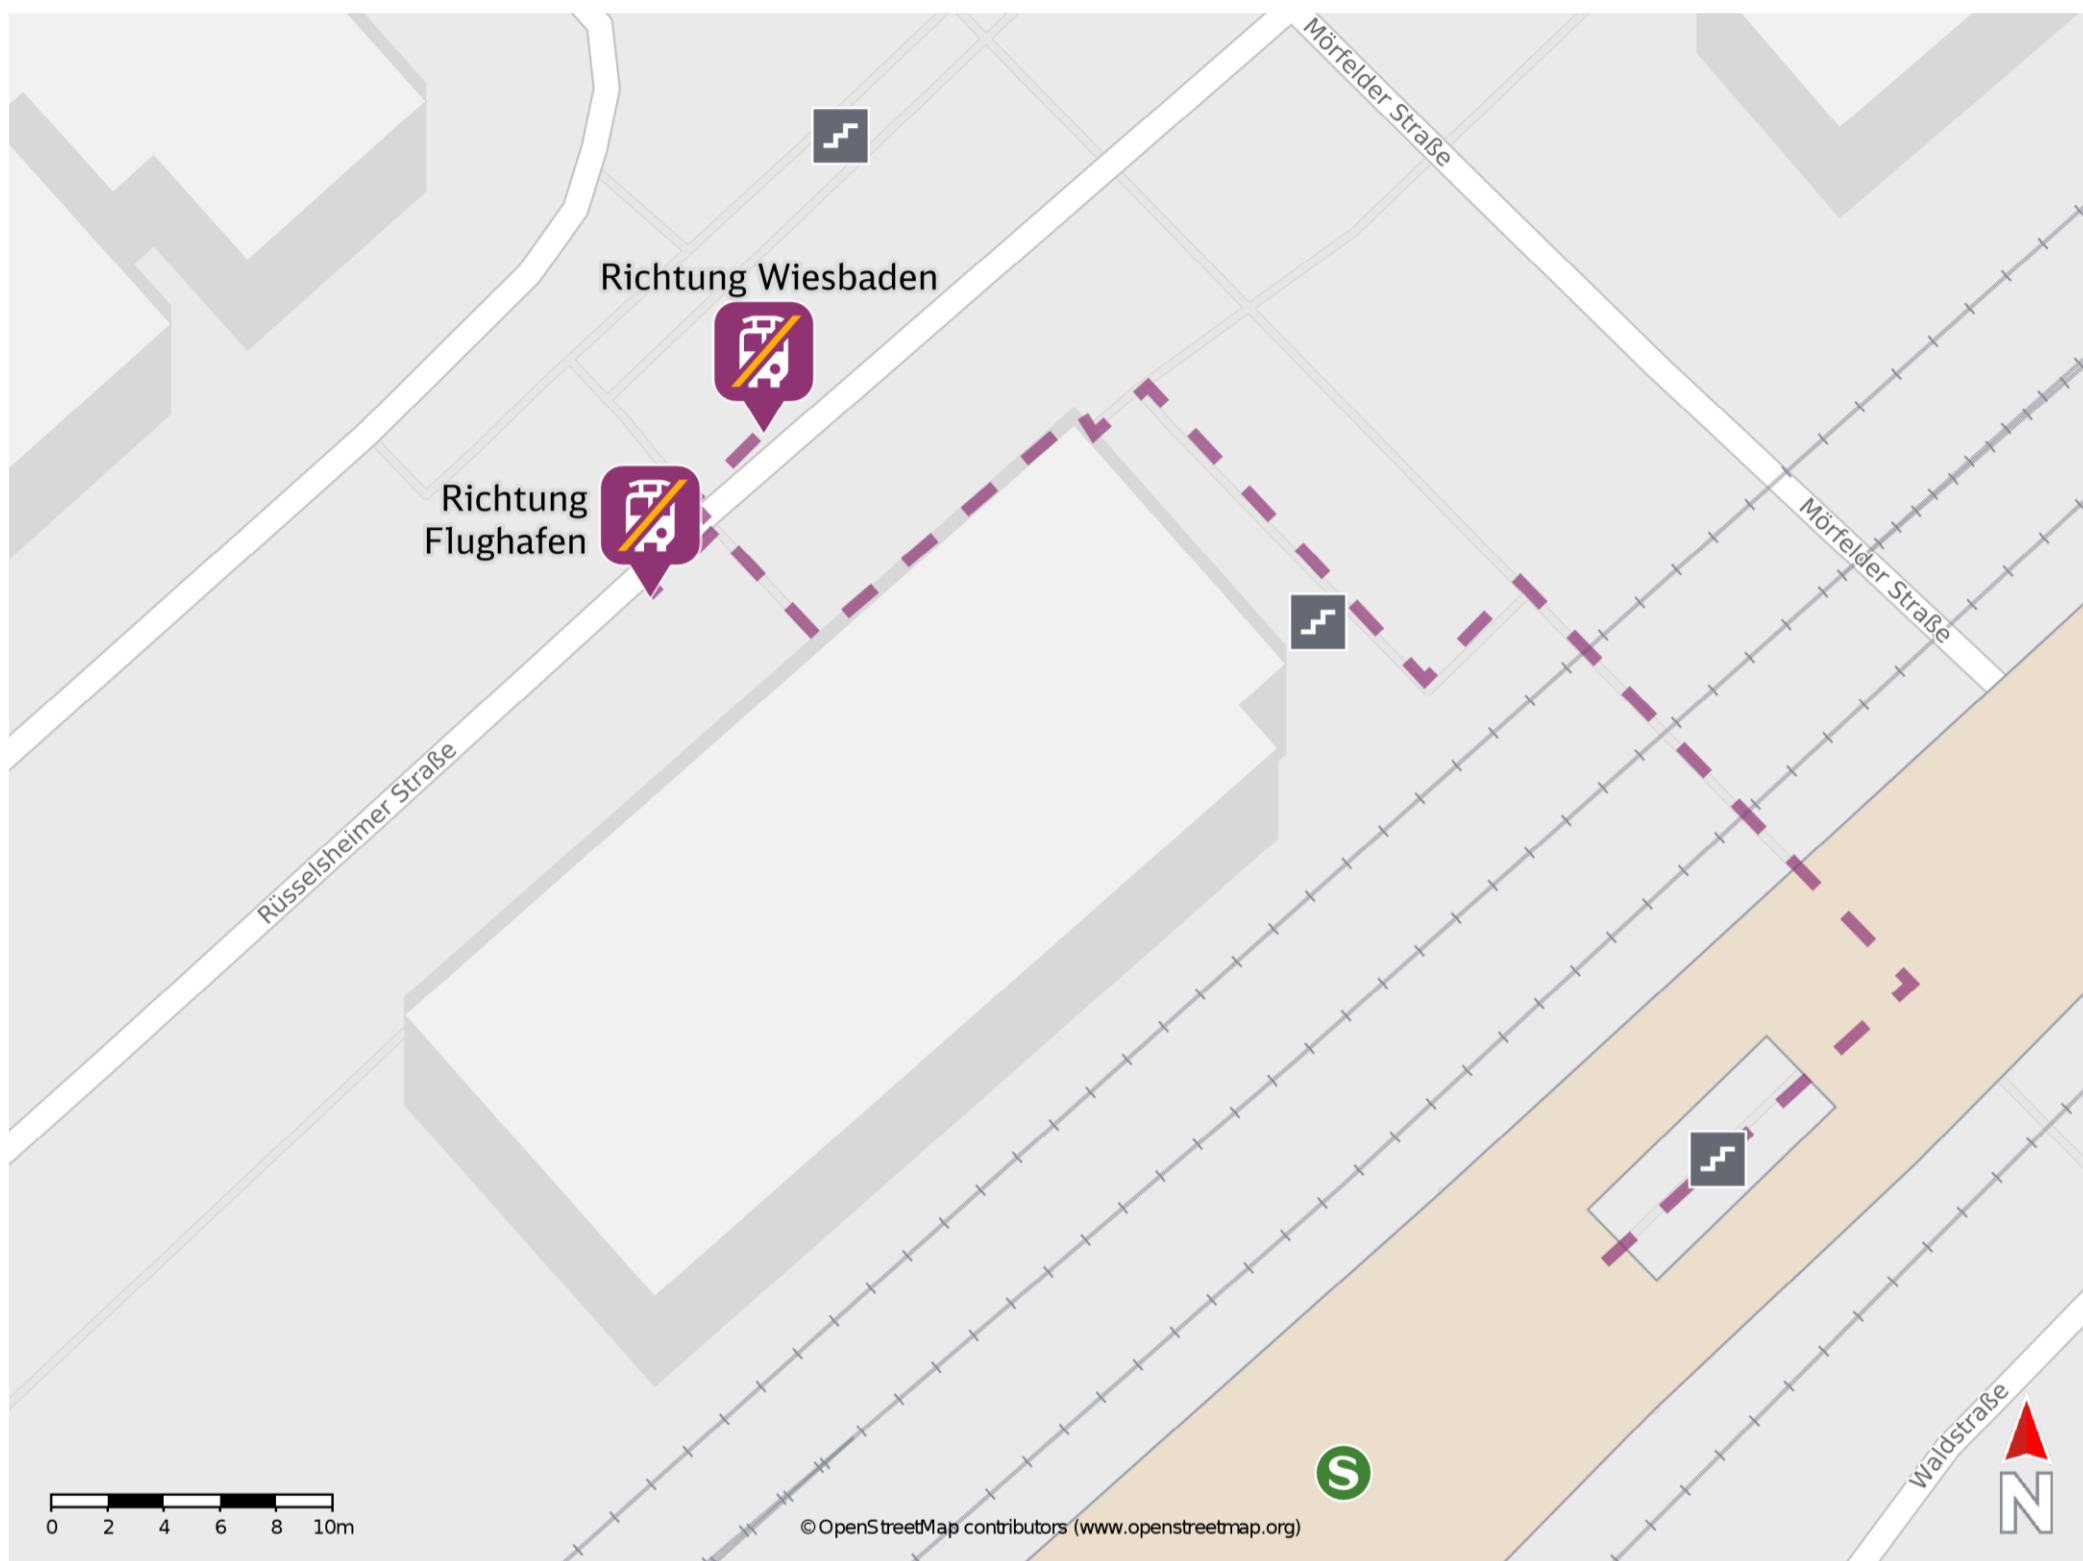 Mörfelder Straße
Richtung Wiesbaden
Richtung
Flughafen
Mörfelder Straße
Rüsselsheimer Straße
Waldstraße
S
N
0 2 4 6 8 10m
©OpenStreetMap contributors (www.openstreetmap.org)